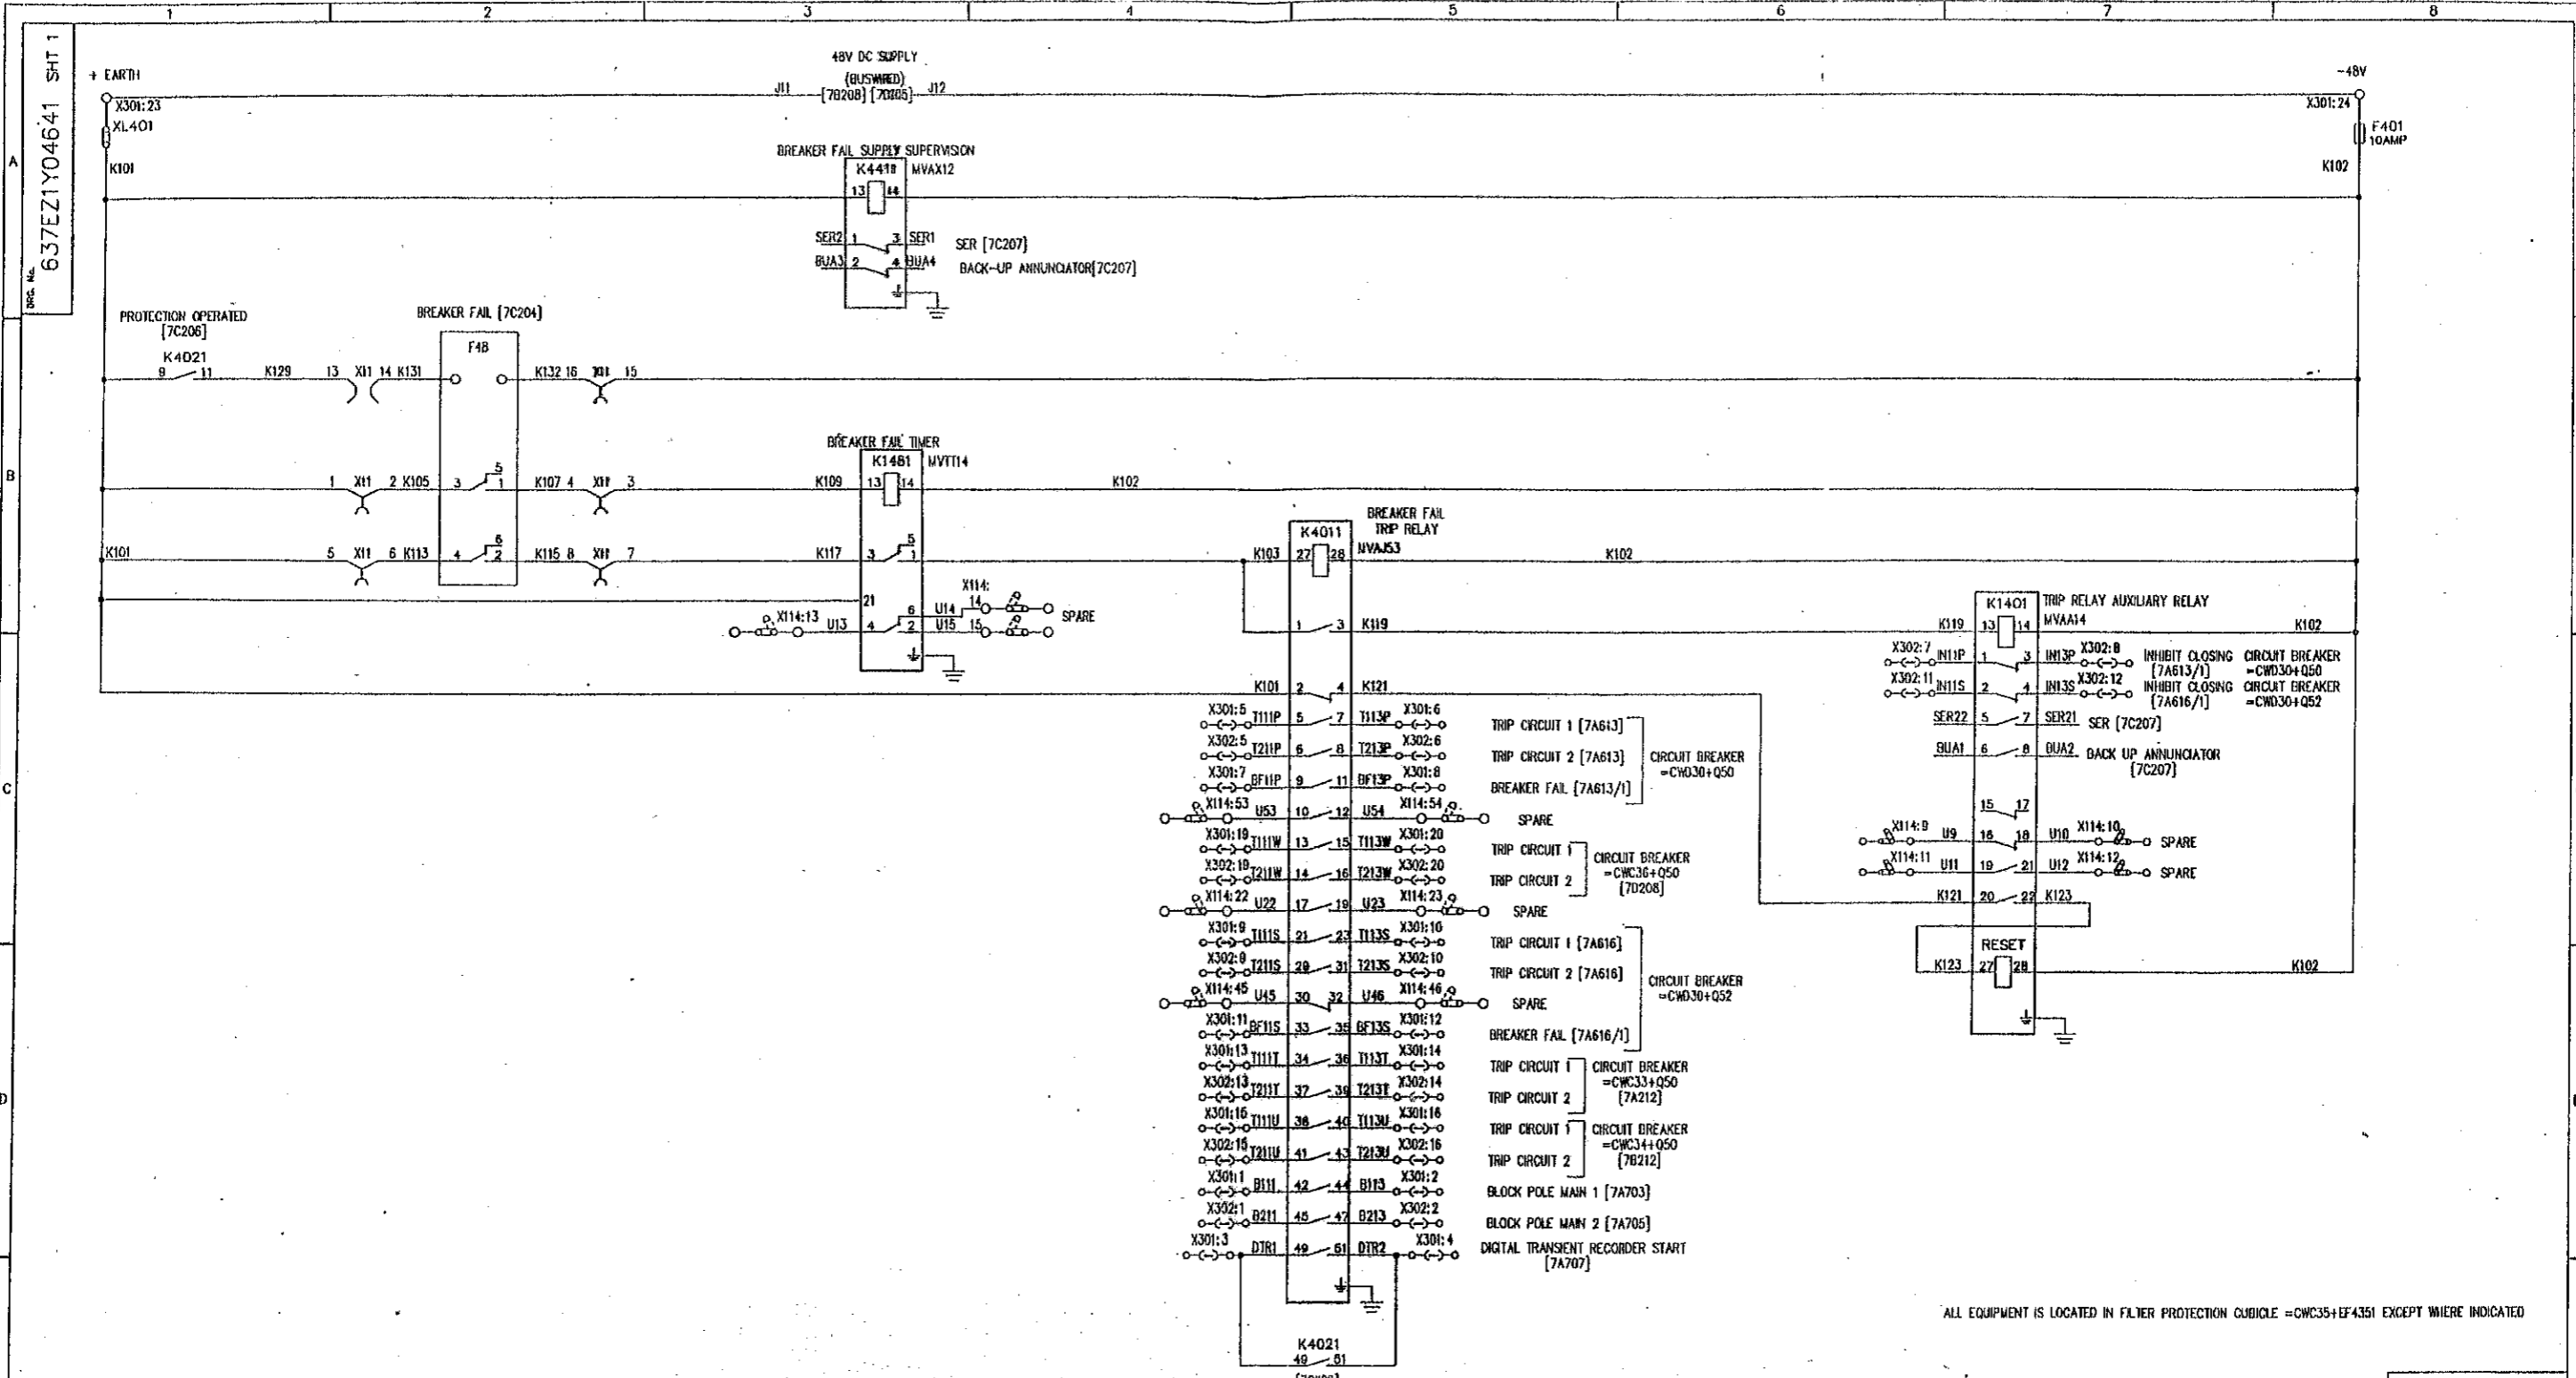 1 2 3 4 5 6 7 8
A
B
C
D
DRG. No. 637EZ1Y04641 SHT 1
+ EARTH
X301:23
XL401
K101
48V DC SUPPLY
(BUSWIRED)
J11 [7B208] J12
-48V
X301:24
F401
10AMP
K102
BREAKER FAIL SUPPLY SUPERVISION
MVAX12
13 14
SER2 1 3 SER1 SER [7C207]
BUA3 2 4 BUA4 BACK-UP ANNUNCIATOR[7C207]
PROTECTION OPERATED
[7C206]
K4021
9 11 K129 13 X11 14 K131
BREAKER FAIL [7C204]
F48
K132 16 X11 15
1 X11 2 K105 3 5 1 K107 4 X11 3
BREAKER FAIL TIMER
K1481 MVTT14
K109 13 14 K102
K101 5 X11 6 K113 4 6 2 K115 8 X11 7
K117 3 5 1
21
X114:13 U13 4 6 2 U14 U15
X114:
14
15
SPARE
BREAKER FAIL
TRIP RELAY
K4011
MVAJ53
K103 27 28 K102
1 3 K119
K101 2 4 K121
X301:5 T111P 5 7 T113P X301:6 TRIP CIRCUIT 1 [7A613]
X302:5 T211P 6 8 T213P X302:6 TRIP CIRCUIT 2 [7A613]
CIRCUIT BREAKER
=CWD30+Q50
X301:7 BF11P 9 11 BF13P X301:8 BREAKER FAIL [7A613/1]
X114:53 U53 10 12 U54 X114:54 SPARE
X301:19 T111W 13 15 T113W X301:20 TRIP CIRCUIT 1
X302:19 T211W 14 16 T213W X302:20 TRIP CIRCUIT 2
CIRCUIT BREAKER
=CWC36+Q50
[7D208]
X114:22 U22 17 19 U23 X114:23 SPARE
X301:9 T111S 21 23 T113S X301:10 TRIP CIRCUIT 1 [7A616]
X302:9 T211S 29 31 T213S X302:10 TRIP CIRCUIT 2 [7A616]
CIRCUIT BREAKER
=CWD30+Q52
X114:45 U45 30 32 U46 X114:46 SPARE
X301:11 BF11S 33 35 BF13S X301:12 BREAKER FAIL [7A616/1]
X301:13 T111T 34 36 T113T X301:14 TRIP CIRCUIT 1
X302:13 T211T 37 39 T213T X302:14 TRIP CIRCUIT 2
CIRCUIT BREAKER
=CWC33+Q50
[7A212]
X301:15 T111U 38 40 T113U X301:16 TRIP CIRCUIT 1
X302:15 T211U 41 43 T213U X302:16 TRIP CIRCUIT 2
CIRCUIT BREAKER
=CWC34+Q50
[7B212]
X301:1 B111 42 44 B113 X301:2 BLOCK POLE MAIN 1 [7A703]
X302:1 B211 45 47 B213 X302:2 BLOCK POLE MAIN 2 [7A705]
X301:3 DTR1 49 51 DTR2 X301:4 DIGITAL TRANSIENT RECORDER START
[7A707]
K4021
49 51
K1401 TRIP RELAY AUXILIARY RELAY
MVAA14
K119 13 14 K102
X302:7 IN11P 1 3 IN13P X302:8 INHIBIT CLOSING CIRCUIT BREAKER
[7A613/1] =CWD30+Q50
X302:11 IN11S 2 4 IN13S X302:12 INHIBIT CLOSING CIRCUIT BREAKER
[7A616/1] =CWD30+Q52
SER22 5 7 SER21 SER [7C207]
BUA1 6 8 BUA2 BACK UP ANNUNCIATOR
[7C207]
15 17
X114:9 U9 16 18 U10 X114:10 SPARE
X114:11 U11 19 21 U12 X114:12 SPARE
K121 20 22 K123
RESET
K123 27 28 K102
ALL EQUIPMENT IS LOCATED IN FILTER PROTECTION CUBICLE =CWC35+EF4351 EXCEPT WHERE INDICATED